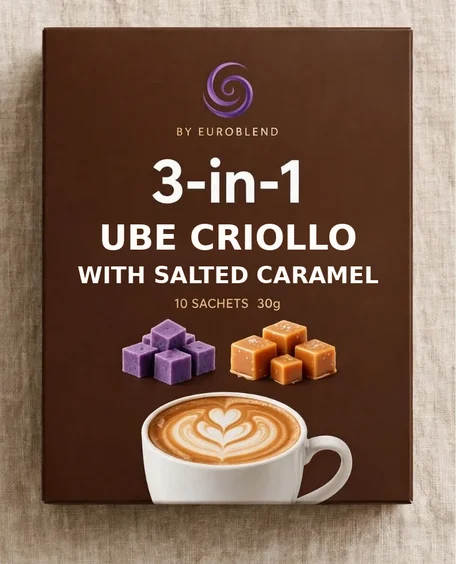 BY EUROBLEND
3-in-1
UBE CRIOLLO
WITH SALTED CARAMEL
10 SACHETS 30g